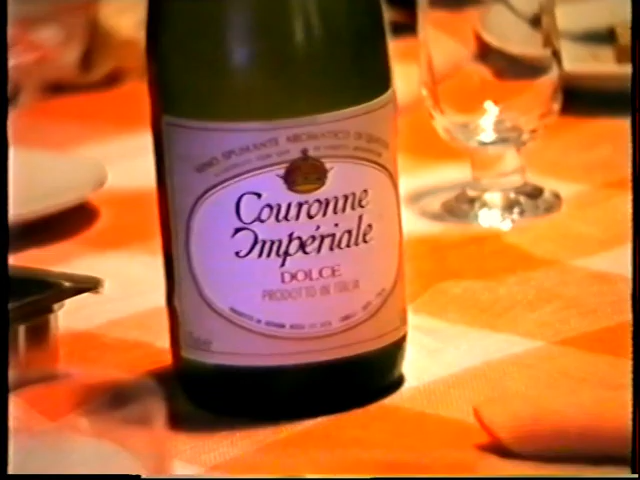 VINO SPUMANTE AROMATICO DI QUALITÀ
Couronne
Impériale
DOLCE
PRODOTTO IN ITALIA